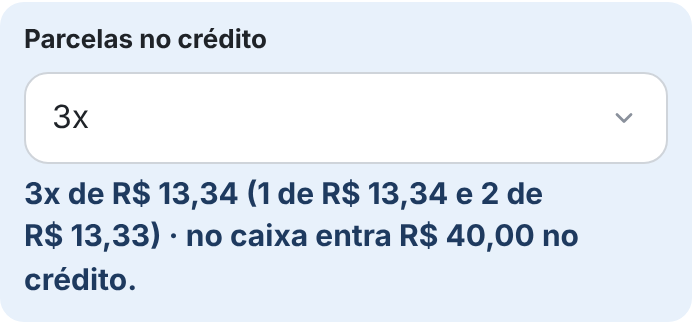 Parcelas no crédito
3x
3x de R$ 13,34 (1 de R$ 13,34 e 2 de
R$ 13,33) · no caixa entra R$ 40,00 no
crédito.